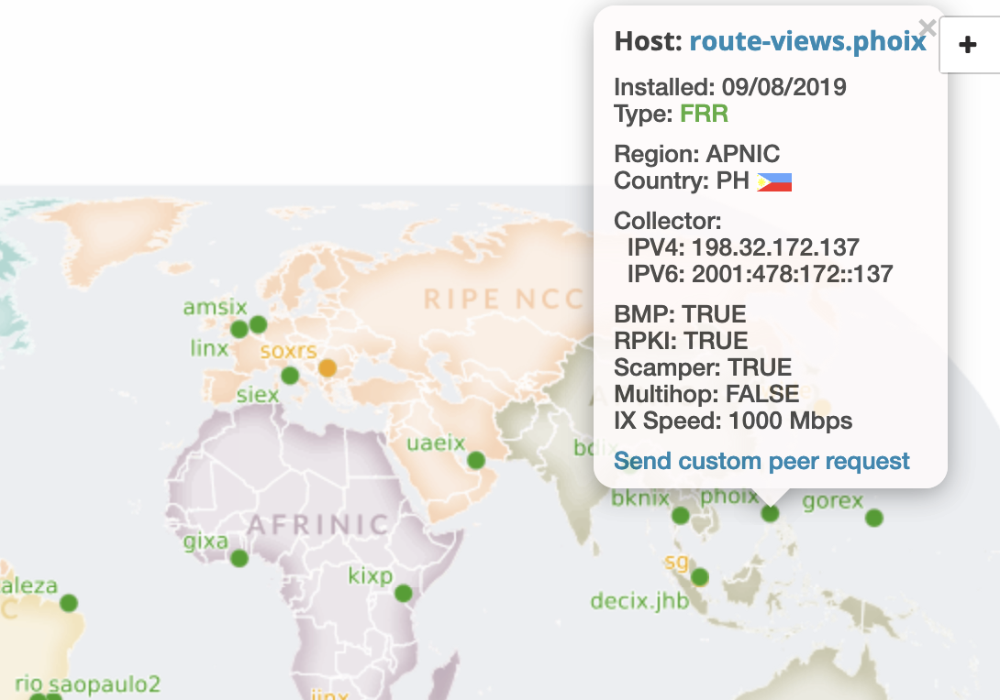 Host: route-views.phoix
×
+
Installed: 09/08/2019
Type: FRR
Region: APNIC
Country: PH
Collector:
IPV4: 198.32.172.137
IPV6: 2001:478:172::137
BMP: TRUE
RPKI: TRUE
Scamper: TRUE
Multihop: FALSE
IX Speed: 1000 Mbps
Send custom peer request
RIPE NCC
amsix
linx
soxrs
siex
uaeix
bdix
bknix
phoix
gorex
AFRINIC
gixa
kixp
sg
decix.jhb
aleza
C
rio saopaulo2